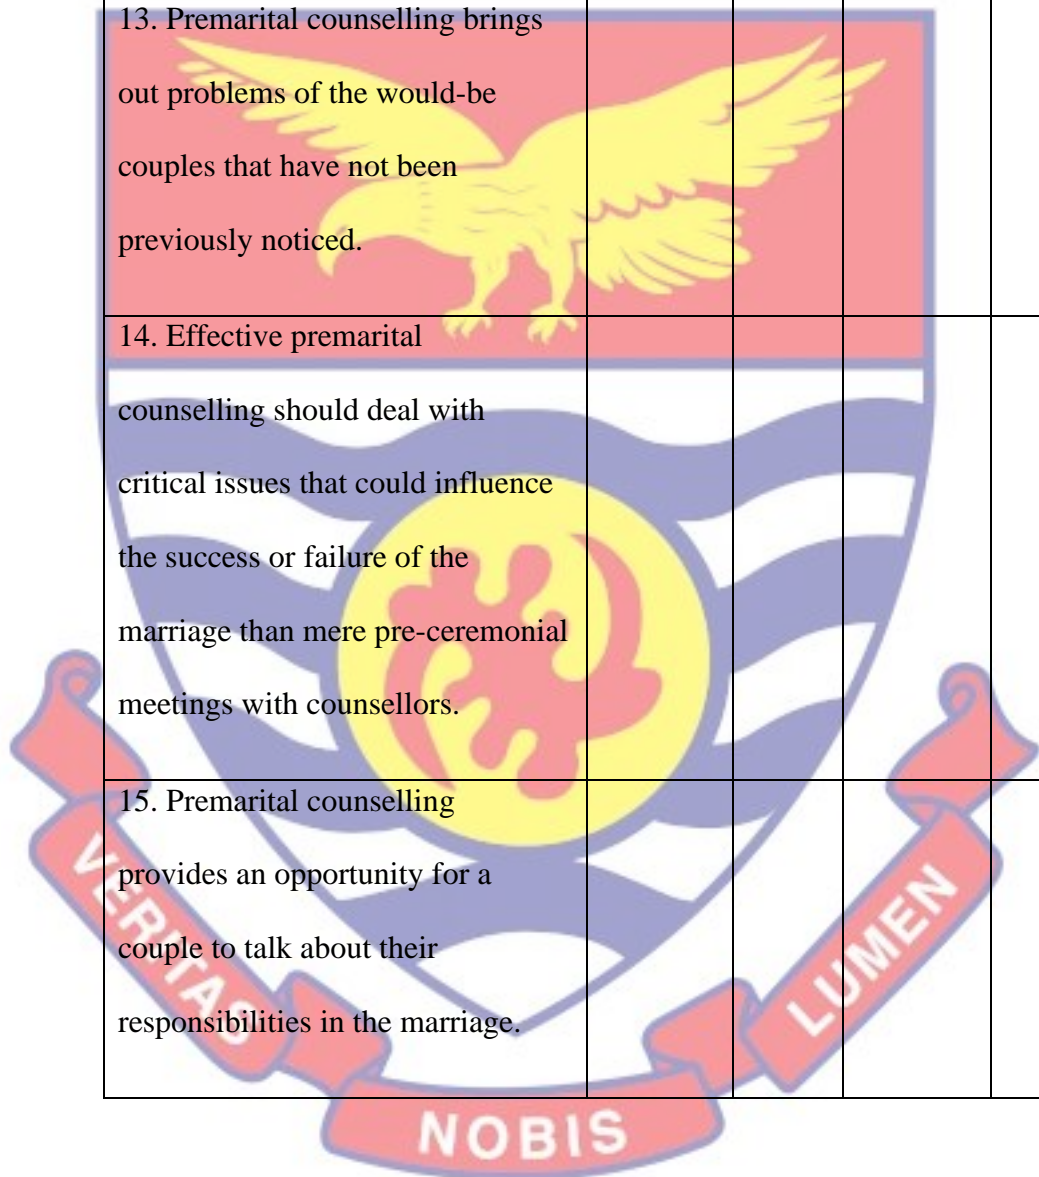 13. Premarital counselling brings
out problems of the would-be
couples that have not been
previously noticed.
14. Effective premarital
counselling should deal with
critical issues that could influence
the success or failure of the
marriage than mere pre-ceremonial
meetings with counsellors.
15. Premarital counselling
provides an opportunity for a
couple to talk about their
responsibilities in the marriage.
VERITAS
NOBIS
LUMEN